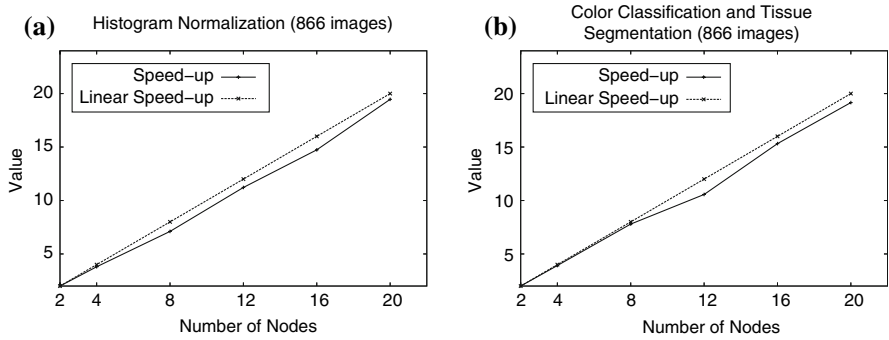 (a)
Histogram Normalization (866 images)
Speed-up
Linear Speed-up
20
15
10
5
Value
2 4 8 12 16 20
Number of Nodes
(b)
Color Classification and Tissue
Segmentation (866 images)
Speed-up
Linear Speed-up
20
15
10
5
Value
2 4 8 12 16 20
Number of Nodes